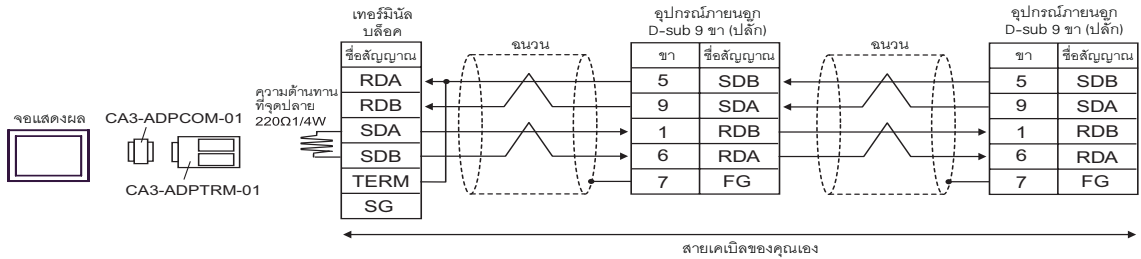 เทอร์มินัล
บล็อค
อุปกรณ์ภายนอก
D-sub 9 ขา (ปลั๊ก)
อุปกรณ์ภายนอก
D-sub 9 ขา (ปลั๊ก)
ชื่อสัญญาณ
ฉนวน
ขา ชื่อสัญญาณ
ฉนวน
ขา ชื่อสัญญาณ
RDA 5 SDB 5 SDB
ความต้านทาน
ที่จุดปลาย
220Ω1/4W
RDB 9 SDA 9 SDA
จอแสดงผล
CA3-ADPCOM-01
SDA 1 RDB 1 RDB
SDB 6 RDA 6 RDA
CA3-ADPTRM-01
TERM 7 FG 7 FG
SG
สายเคเบิลของคุณเอง